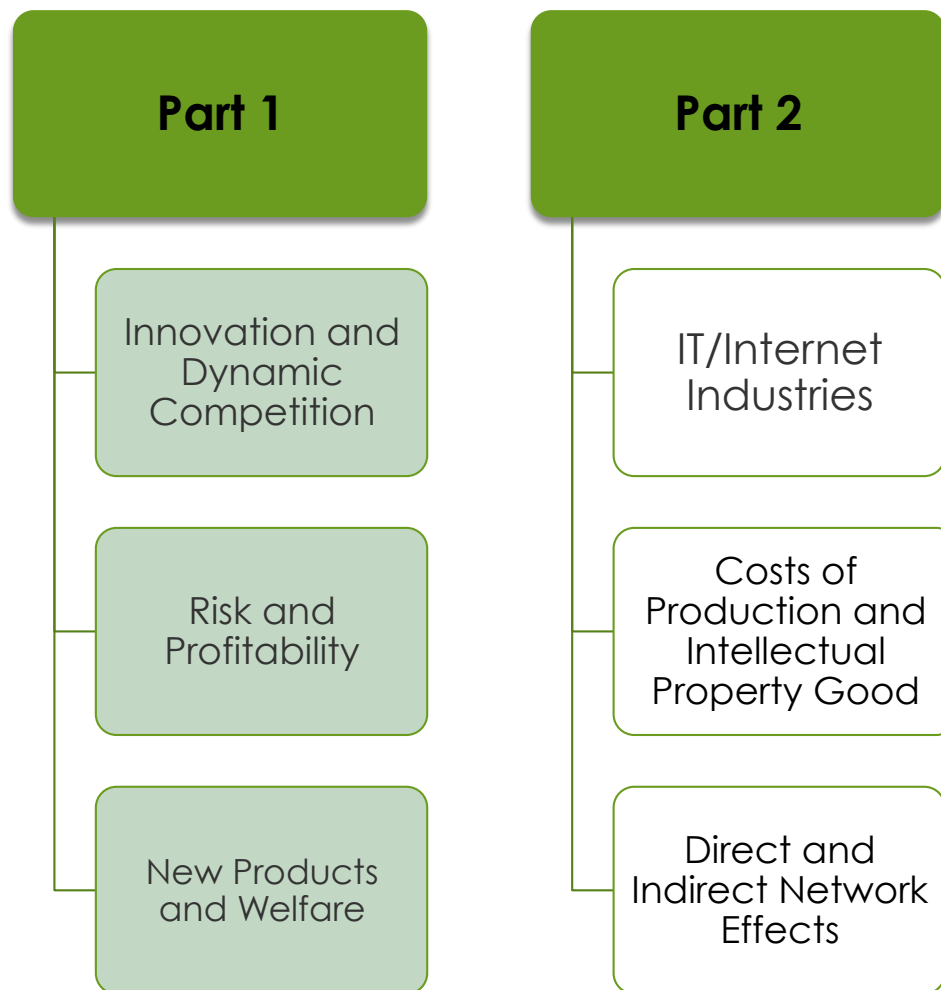 Part 1
Innovation and
Dynamic
Competition
Risk and
Profitability
New Products
and Welfare
Part 2
IT/Internet
Industries
Costs of
Production and
Intellectual
Property Good
Direct and
Indirect Network
Effects